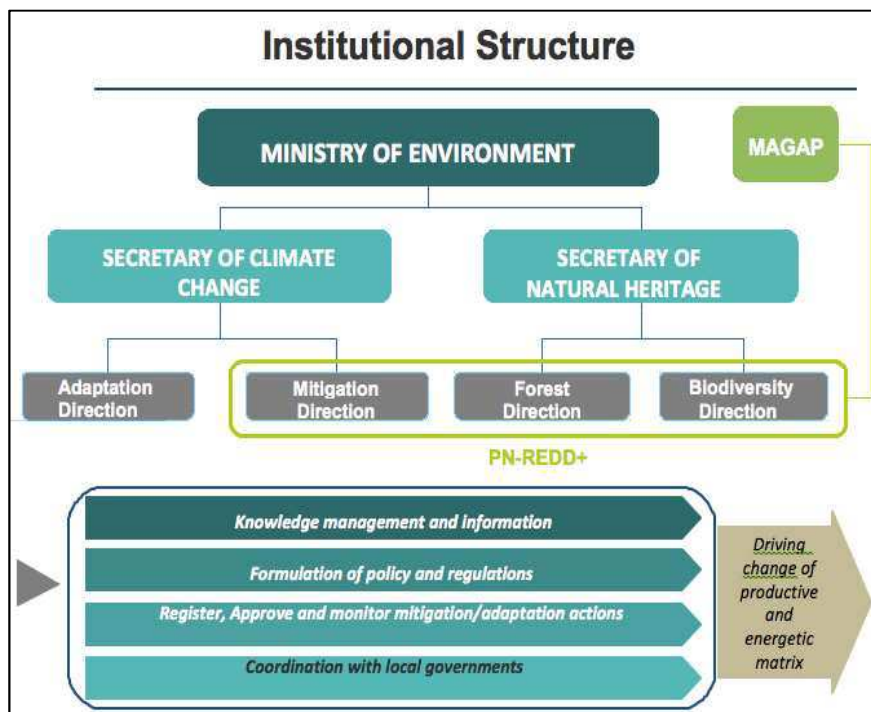 Institutional Structure
MINISTRY OF ENVIRONMENT
MAGAP
SECRETARY OF CLIMATE
CHANGE
SECRETARY OF
NATURAL HERITAGE
Adaptation
Direction
Mitigation
Direction
Forest
Direction
Biodiversity
Direction
PN-REDD+
Knowledge management and information
Formulation of policy and regulations
Register, Approve and monitor mitigation/adaptation actions
Coordination with local governments
Driving
change of
productive
and
energetic
matrix